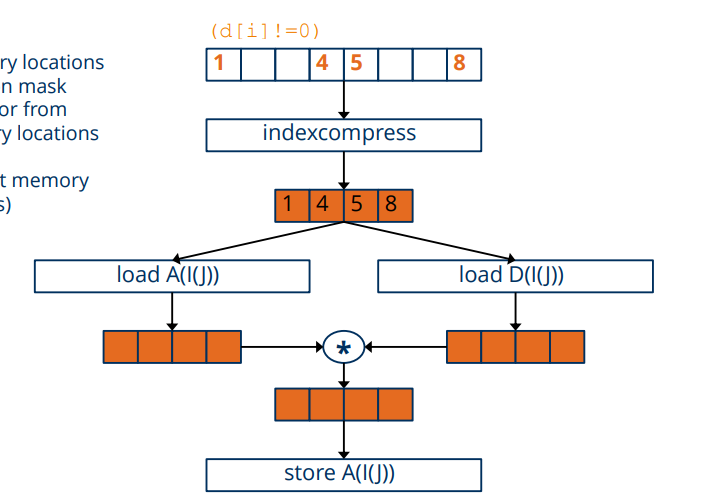 (d[i]!=0)
ry locations
n mask
or from
ry locations
t memory
s)
1 4 5 8
indexcompress
1 4 5 8
load A(I(J))
load D(I(J))
*
store A(I(J))